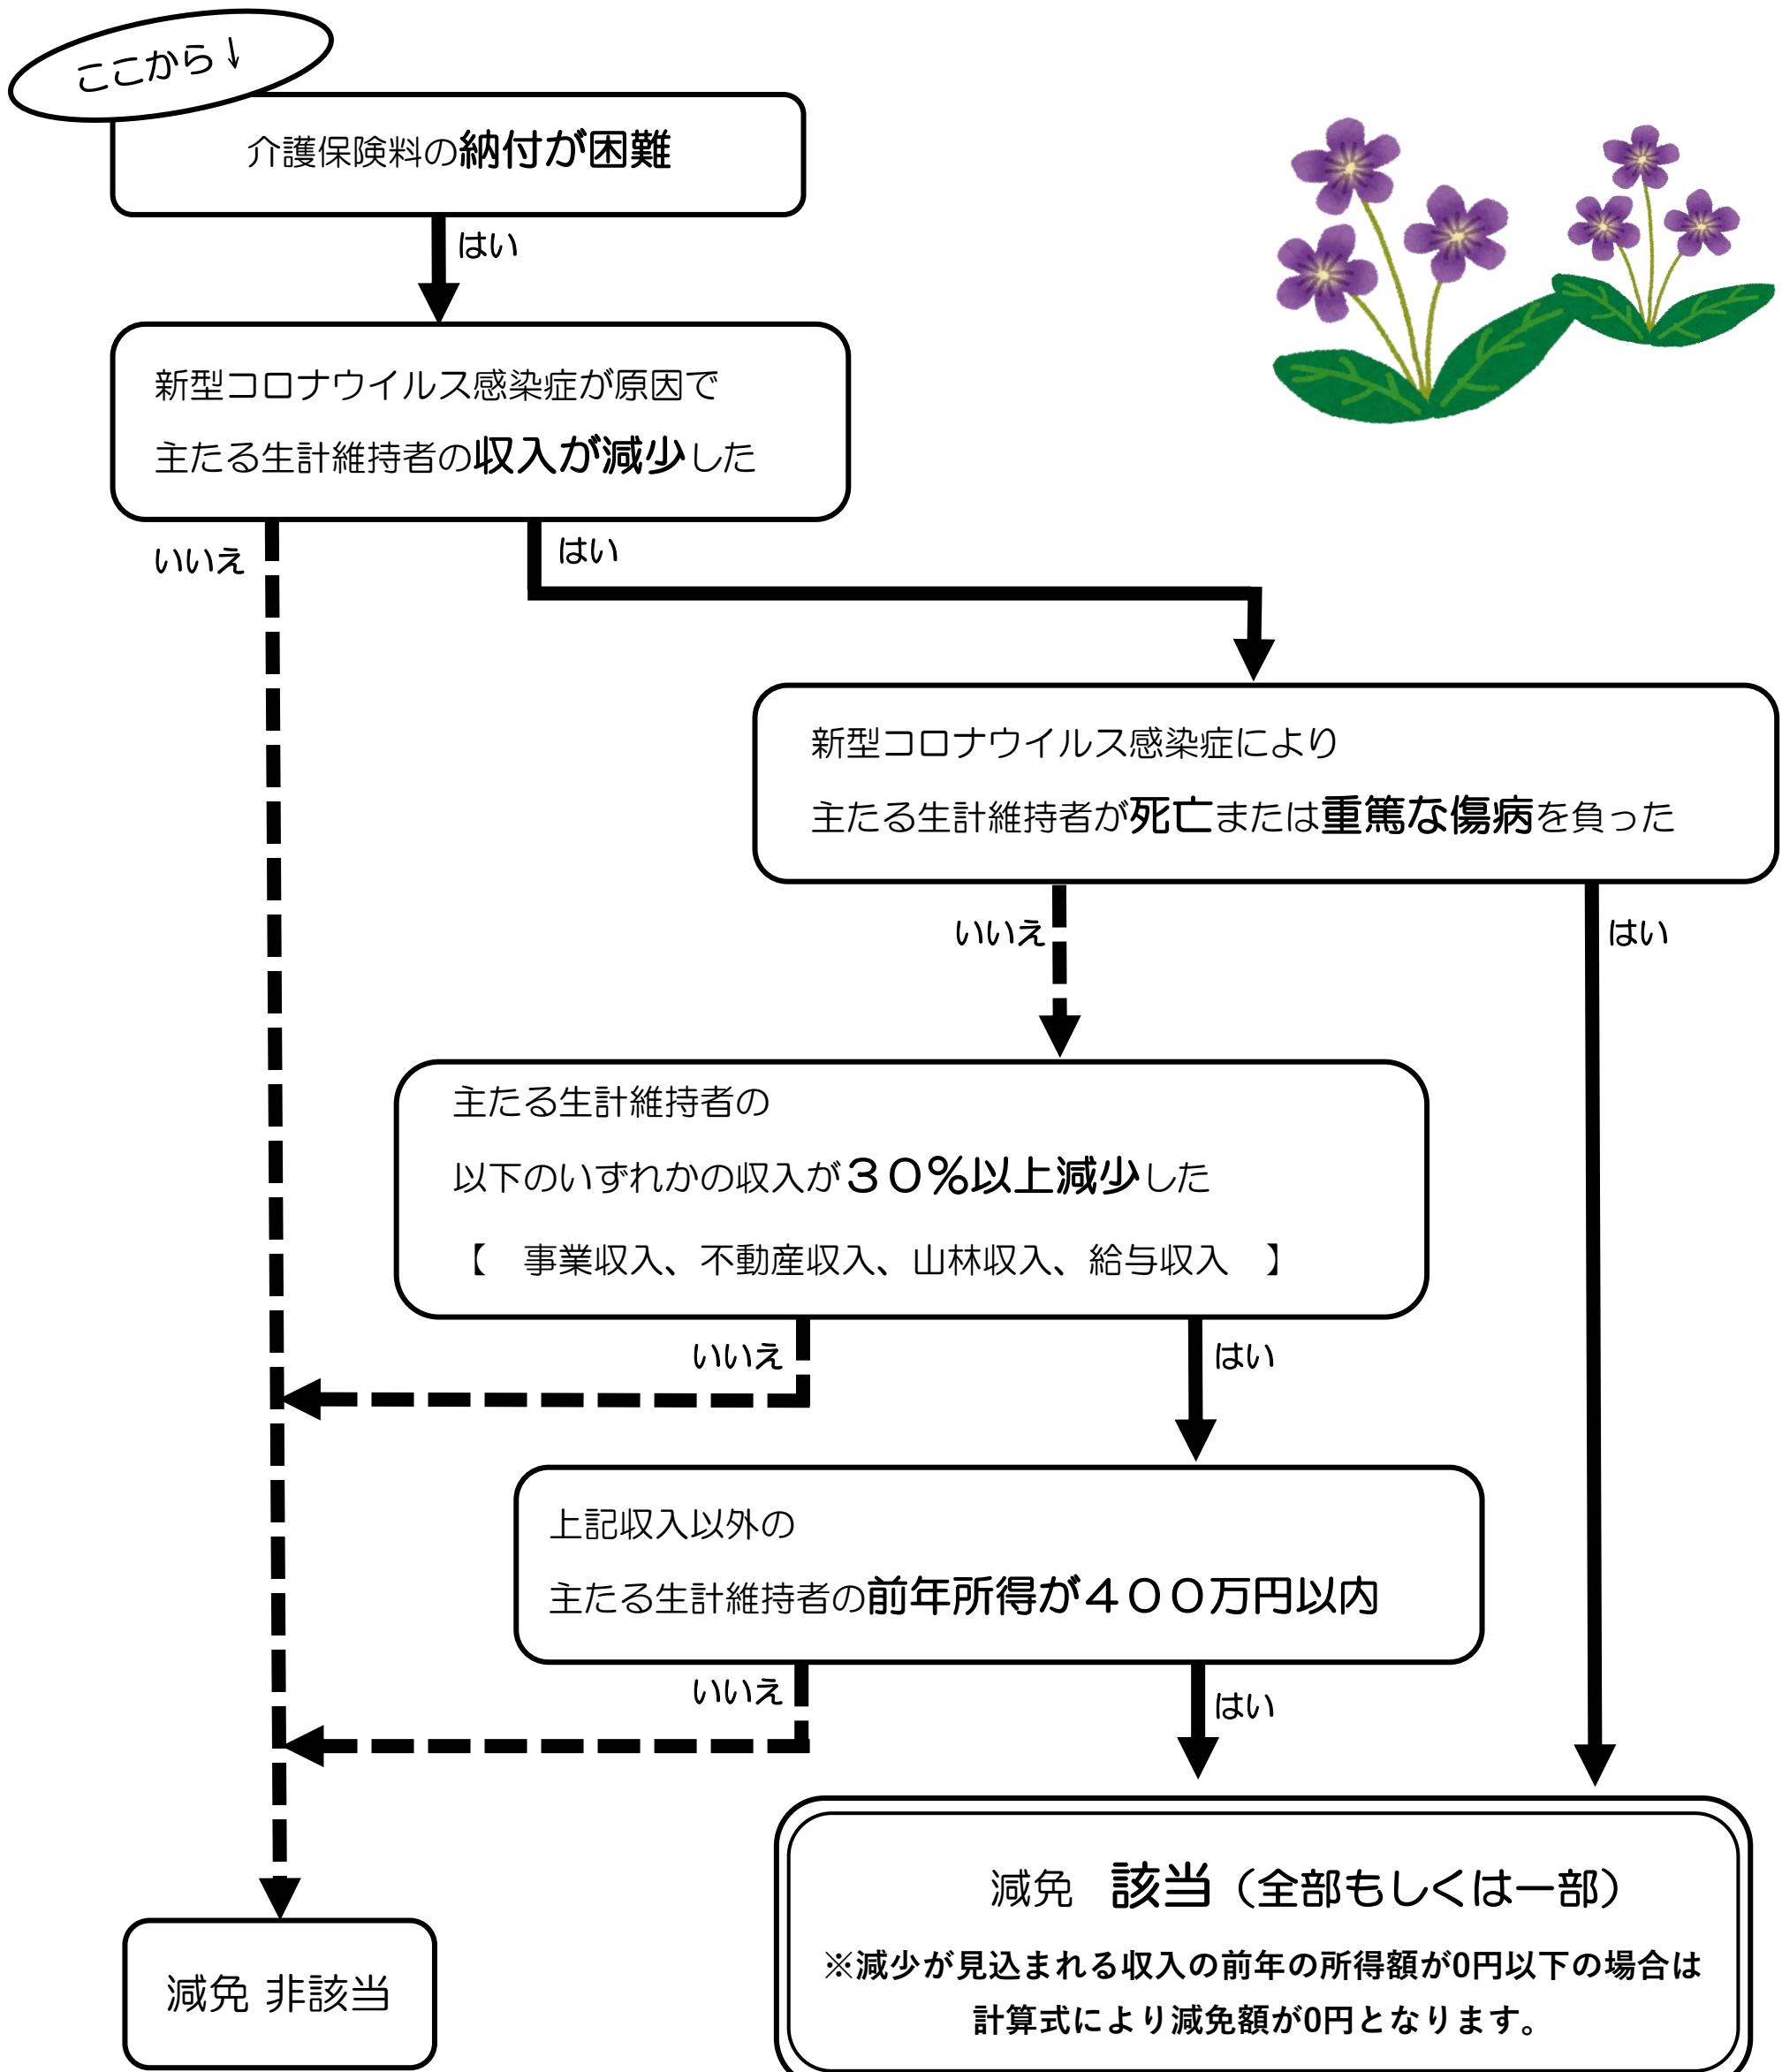 ここから↓
介護保険料の納付が困難
はい
新型コロナウイルス感染症が原因で
主たる生計維持者の収入が減少した
いいえ
はい
新型コロナウイルス感染症により
主たる生計維持者が死亡または重篤な傷病を負った
いいえ
はい
主たる生計維持者の
以下のいずれかの収入が３０％以上減少した
【　事業収入、不動産収入、山林収入、給与収入　】
いいえ
はい
上記収入以外の
主たる生計維持者の前年所得が４００万円以内
いいえ
はい
減免　該当（全部もしくは一部）
※減少が見込まれる収入の前年の所得額が0円以下の場合は
計算式により減免額が0円となります。
減免 非該当